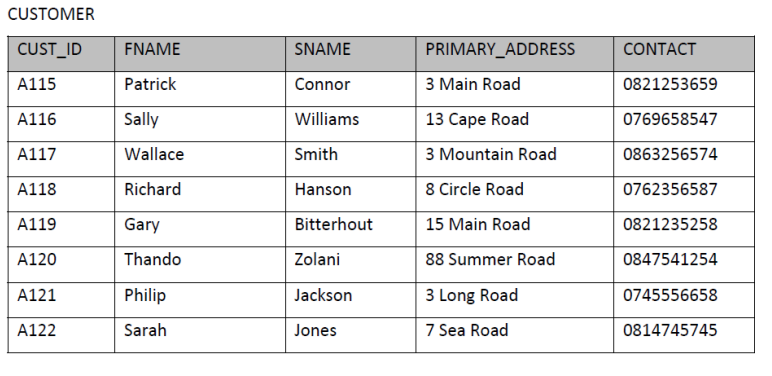 CUSTOMER
CUST_ID FNAME SNAME PRIMARY_ADDRESS CONTACT
A115 Patrick Connor 3 Main Road 0821253659
A116 Sally Williams 13 Cape Road 0769658547
A117 Wallace Smith 3 Mountain Road 0863256574
A118 Richard Hanson 8 Circle Road 0762356587
A119 Gary Bitterhout 15 Main Road 0821235258
A120 Thando Zolani 88 Summer Road 0847541254
A121 Philip Jackson 3 Long Road 0745556658
A122 Sarah Jones 7 Sea Road 0814745745